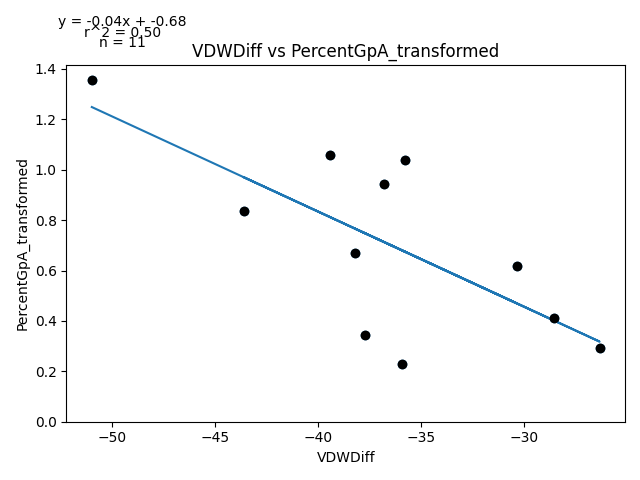 y = -0.04x + -0.68
r^2 = 0.50
n = 11
VDWDiff vs PercentGpA_transformed
PercentGpA_transformed
1.4
1.2
1.0
0.8
0.6
0.4
0.2
0.0
−50
−45
−40
−35
−30
VDWDiff